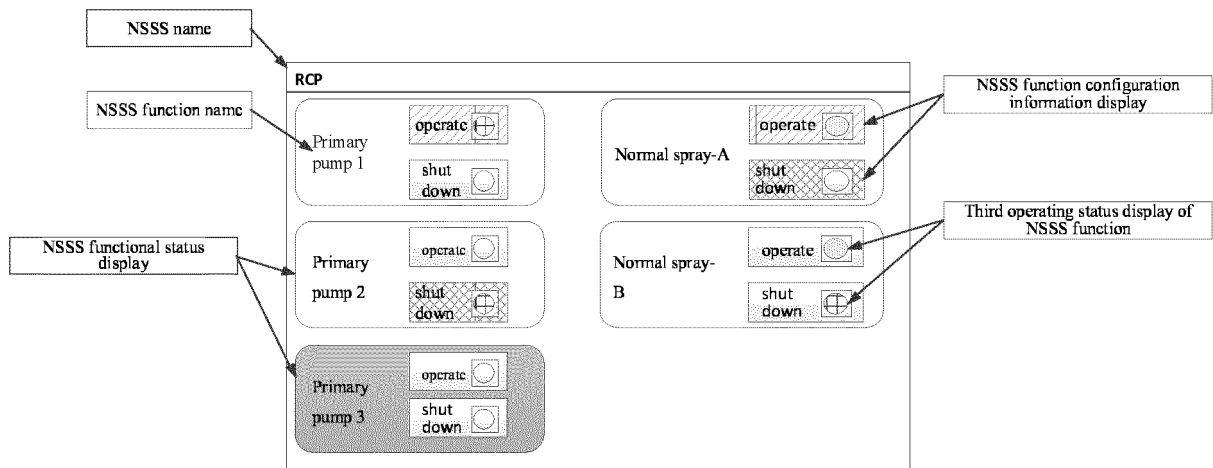 NSSS name
RCP
NSSS function name
NSSS function configuration
information display
Primary
pump 1
operate
shut
down
Normal spray-A
operate
shut
down
Third operating status display of
NSSS function
NSSS functional status
display
Primary
pump 2
operate
shut
down
Normal spray-
B
operate
shut
down
Primary
pump 3
operate
shut
down